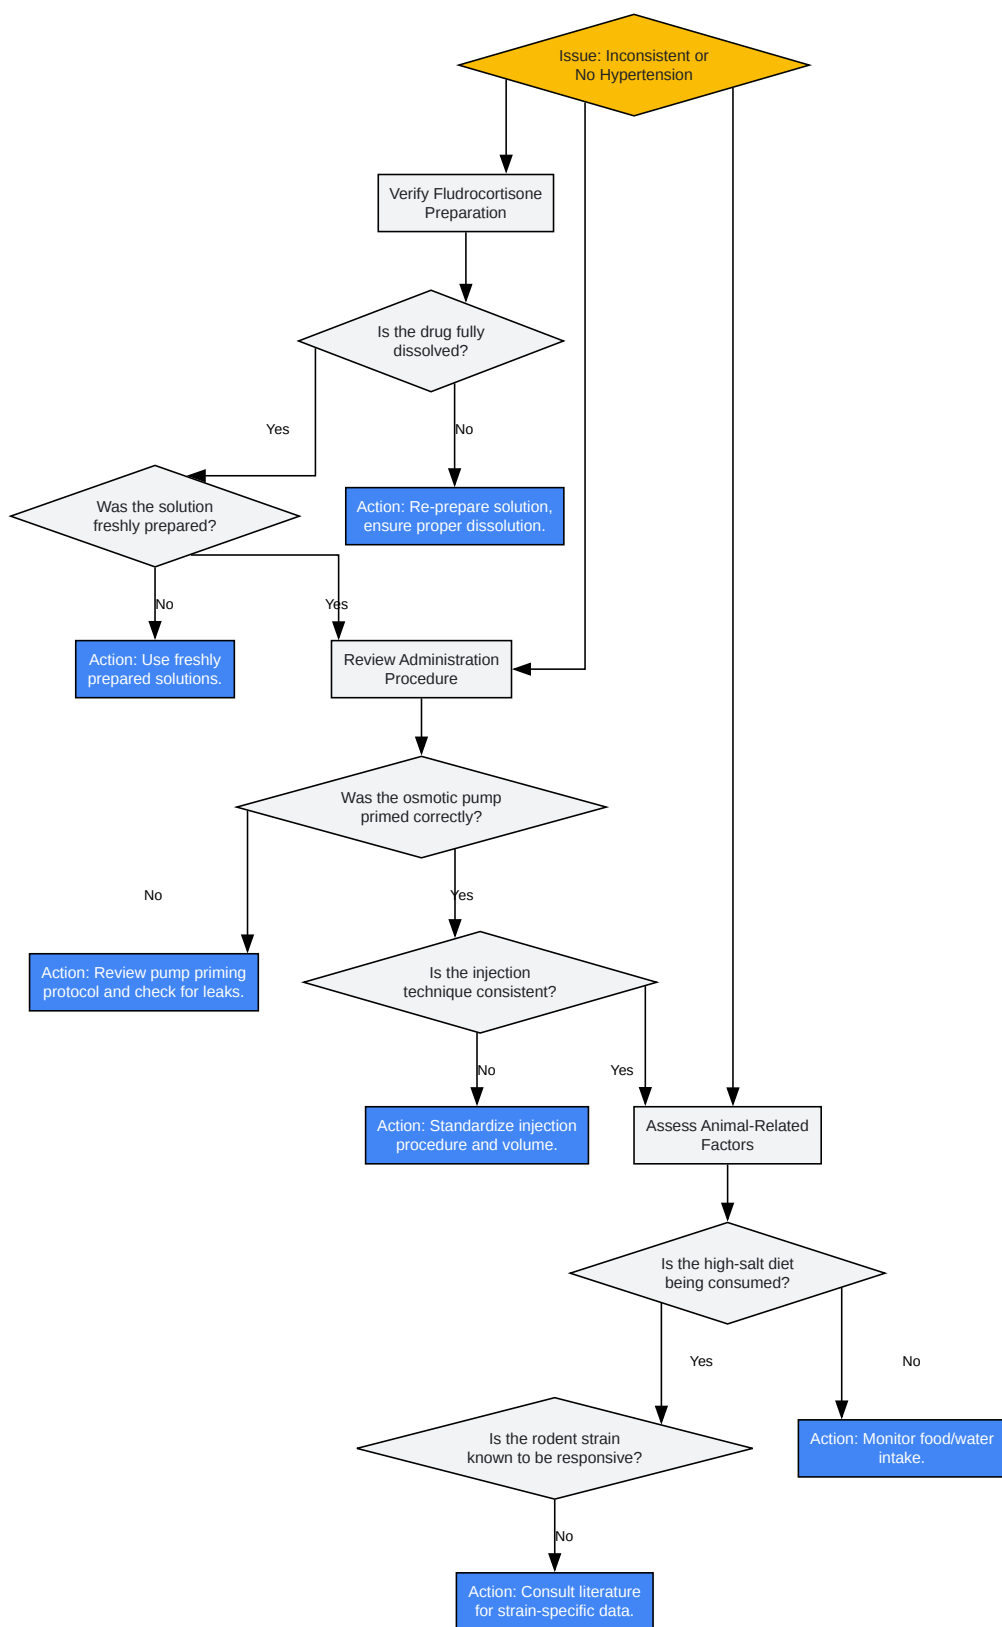 Issue: Inconsistent or
No Hypertension
Verify Fludrocortisone
Preparation
Is the drug fully
dissolved?
Yes
No
Was the solution
freshly prepared?
Action: Re-prepare solution,
ensure proper dissolution.
No
Yes
Action: Use freshly
prepared solutions.
Review Administration
Procedure
Was the osmotic pump
primed correctly?
No
Yes
Action: Review pump priming
protocol and check for leaks.
Is the injection
technique consistent?
No
Yes
Action: Standardize injection
procedure and volume.
Assess Animal-Related
Factors
Is the high-salt diet
being consumed?
Yes
No
Is the rodent strain
known to be responsive?
Action: Monitor food/water
intake.
No
Action: Consult literature
for strain-specific data.